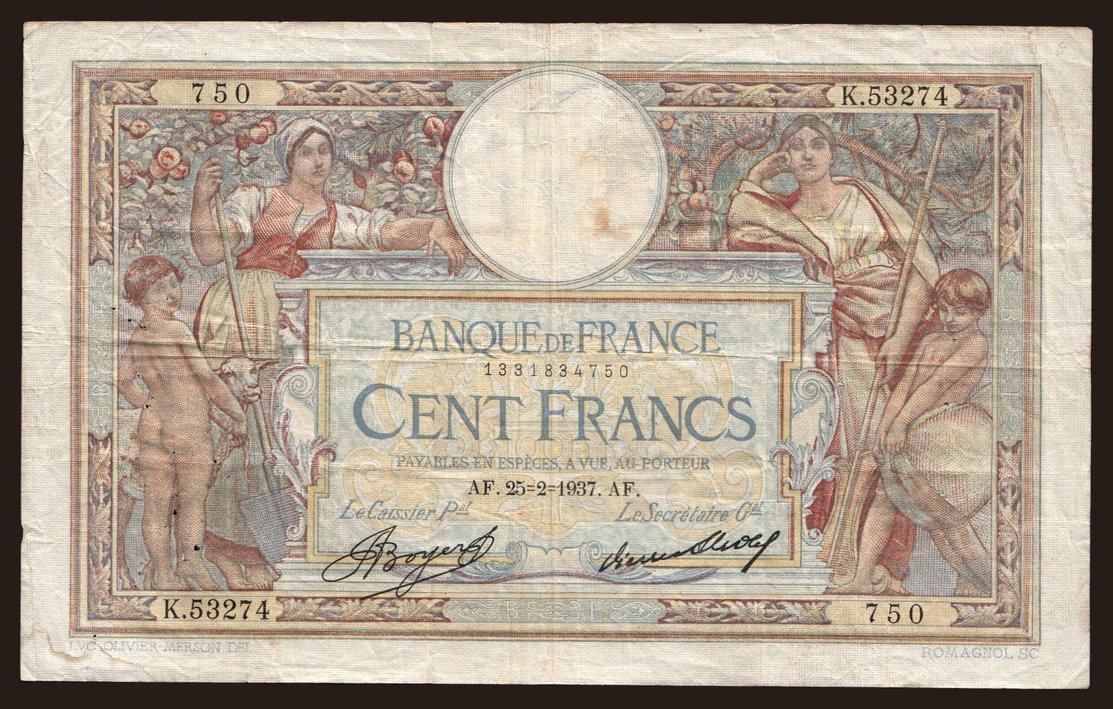 750 K.53274
BANQUE DE FRANCE
1331834750
CENT FRANCS
PAYABLES EN ESPÈCES, A VUE, AU PORTEUR
AF. 25=2=1937. AF.
Le Caissier Pal Le Secrétaire Gal
Boyer
K.53274 B F 750
LVC. OLIVIER-MERSON DEL. ROMAGNOL SC